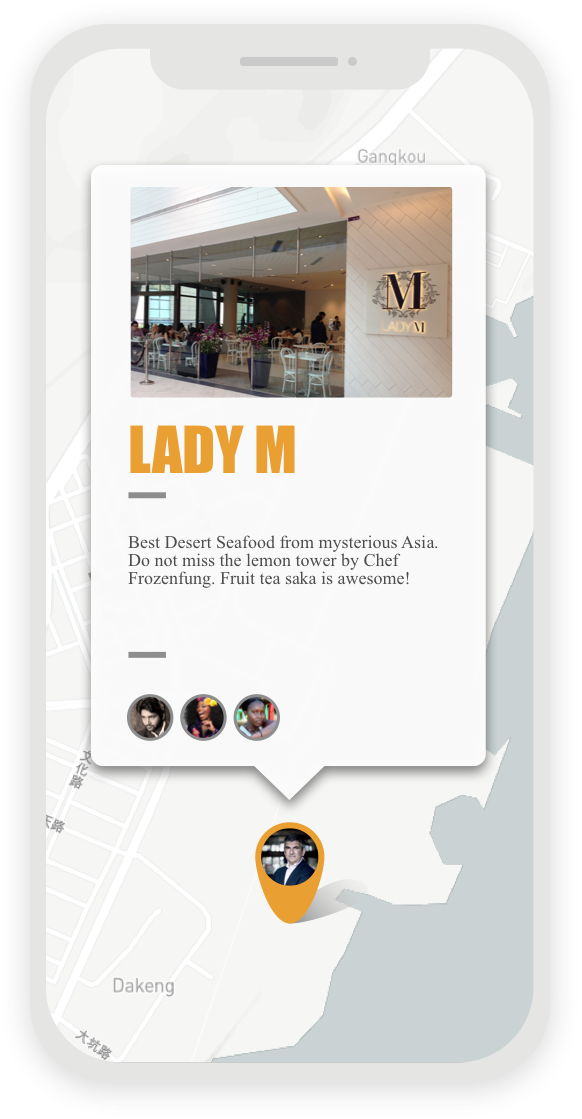 Gangkou
M
LADY M
LADY M
Best Desert Seafood from mysterious Asia.
Do not miss the lemon tower by Chef
Frozenfung. Fruit tea saka is awesome!
文化路
天路
Dakeng
大坑路